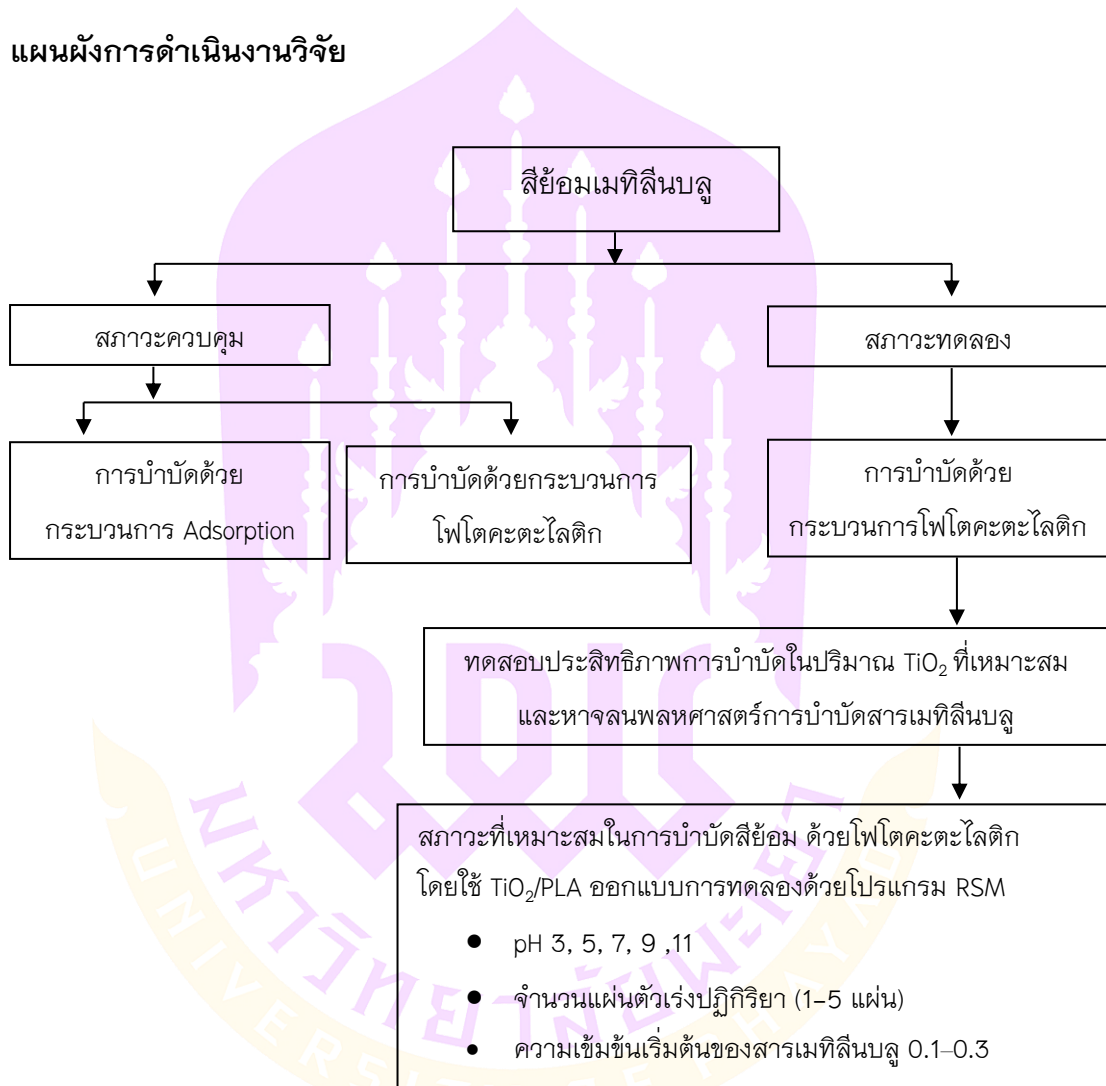 แผนผังการดำเนินงานวิจัย
สีย้อมเมทิลีนบลู
สภาวะควบคุม
สภาวะทดลอง
การบำบัดด้วย
กระบวนการ Adsorption
การบำบัดด้วยกระบวนการ
โฟโตคะตะไลติก
การบำบัดด้วย
กระบวนการโฟโตคะตะไลติก
ทดสอบประสิทธิภาพการบำบัดในปริมาณ TiO₂ ที่เหมาะสม
และหาจลนพลหศาสตร์การบำบัดสารเมทิลีนบลู
สภาวะที่เหมาะสมในการบำบัดสีย้อม ด้วยโฟโตคะตะไลติก
โดยใช้ TiO₂/PLA ออกแบบการทดลองด้วยโปรแกรม RSM
● pH 3, 5, 7, 9 ,11
● จำนวนแผ่นตัวเร่งปฏิกิริยา (1–5 แผ่น)
● ความเข้มข้นเริ่มต้นของสารเมทิลีนบลู 0.1–0.3
มหาวิทยาลัยพะเยา